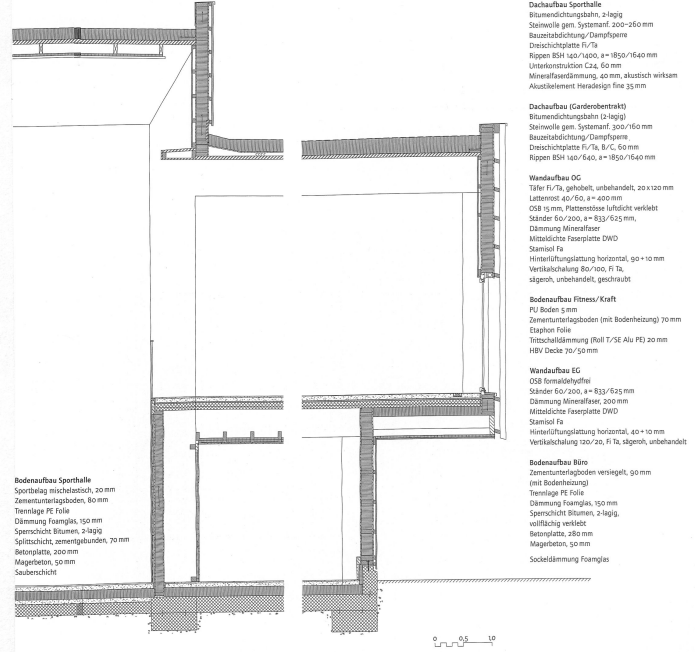 Dachaufbau Sporthalle
Bitumendichtungsbahn, 2-lagig
Steinwolle gem. Systemanf. 200–260 mm
Bauzeitabdichtung/Dampfsperre
Dreischichtplatte Fi/Ta
Rippen BSH 140/1400, a=1850/1640 mm
Unterkonstruktion C24, 60 mm
Mineralfaserdämmung, 40 mm, akustisch wirksam
Akustikelement Heradesign fine 35 mm
Dachaufbau (Garderobentrakt)
Bitumendichtungsbahn (2-lagig)
Steinwolle gem. Systemanf. 300/160 mm
Bauzeitabdichtung/Dampfsperre
Dreischichtplatte Fi/Ta, B/C, 60 mm
Rippen BSH 140/640, a=1850/1640 mm
Wandaufbau OG
Täfer Fi/Ta, gehobelt, unbehandelt, 20 x 120 mm
Lattenrost 40/60, a=400 mm
OSB 15 mm, Plattenstösse luftdicht verklebt
Ständer 60/200, a=833/625 mm,
Dämmung Mineralfaser
Mitteldichte Faserplatte DWD
Stamisol Fa
Hinterlüftungslattung horizontal, 90+10 mm
Vertikalschalung 80/100, Fi Ta,
sägeroh, unbehandelt, geschraubt
Bodenaufbau Fitness/Kraft
PU Boden 5 mm
Zementunterlagsboden (mit Bodenheizung) 70 mm
Etaphon Folie
Trittschalldämmung (Roll T/SE Alu PE) 20 mm
HBV Decke 70/50 mm
Wandaufbau EG
OSB formaldehydfrei
Ständer 60/200, a=833/625 mm
Dämmung Mineralfaser, 200 mm
Mitteldichte Faserplatte DWD
Stamisol Fa
Hinterlüftungslattung horizontal, 40+10 mm
Vertikalschalung 120/20, Fi Ta, sägeroh, unbehandelt
Bodenaufbau Büro
Zementunterlagboden versiegelt, 90 mm
(mit Bodenheizung)
Trennlage PE Folie
Dämmung Foamglas, 150 mm
Sperrschicht Bitumen, 2-lagig,
vollflächig verklebt
Betonplatte, 280 mm
Magerbeton, 50 mm
Sockeldämmung Foamglas
Bodenaufbau Sporthalle
Sportbelag mischelastisch, 20 mm
Zementunterlagsboden, 80 mm
Trennlage PE Folie
Dämmung Foamglas, 150 mm
Sperrschicht Bitumen, 2-lagig
Splittschicht, zementgebunden, 70 mm
Betonplatte, 200 mm
Magerbeton, 50 mm
Sauberschicht
0 0,5 1,0